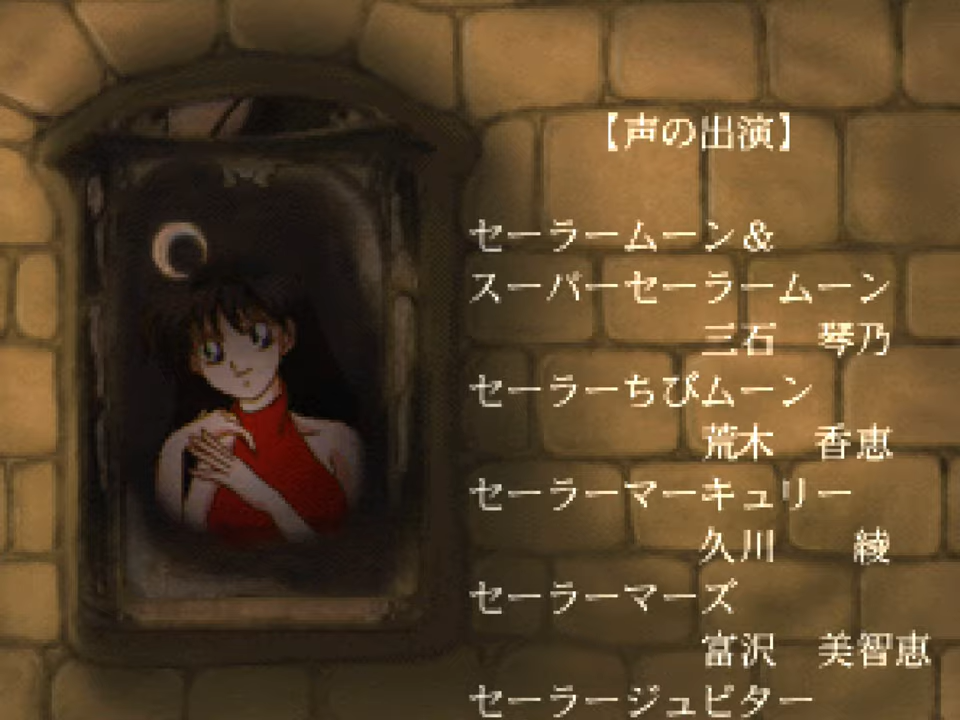 【声の出演】
セーラームーン&
スーパーセーラームーン
三石　琴乃
セーラーちびムーン
荒木　香恵
セーラーマーキュリー
久川　綾
セーラーマーズ
富沢　美智恵
セーラージュピター